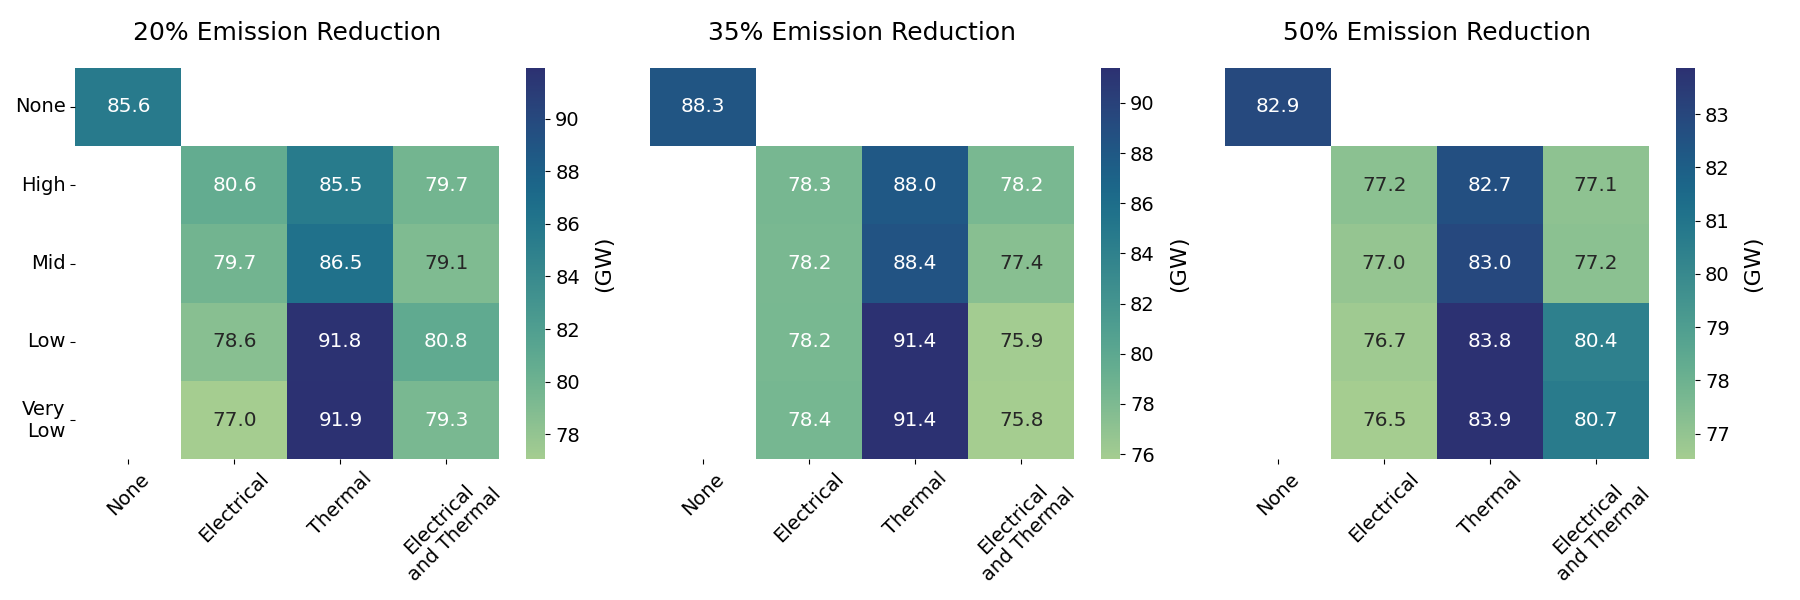 20% Emission Reduction
35% Emission Reduction
50% Emission Reduction
None
85.6
High
80.6 85.5 79.7
Mid
79.7 86.5 79.1
Low
78.6 91.8 80.8
Very
Low
77.0 91.9 79.3
None
Electrical
Thermal
Electrical
and Thermal
90
88
86
84
82
80
78
(GW)
88.3
78.3 88.0 78.2
78.2 88.4 77.4
78.2 91.4 75.9
78.4 91.4 75.8
None
Electrical
Thermal
Electrical
and Thermal
90
88
86
84
82
80
78
76
(GW)
82.9
77.2 82.7 77.1
77.0 83.0 77.2
76.7 83.8 80.4
76.5 83.9 80.7
None
Electrical
Thermal
Electrical
and Thermal
83
82
81
80
79
78
77
(GW)